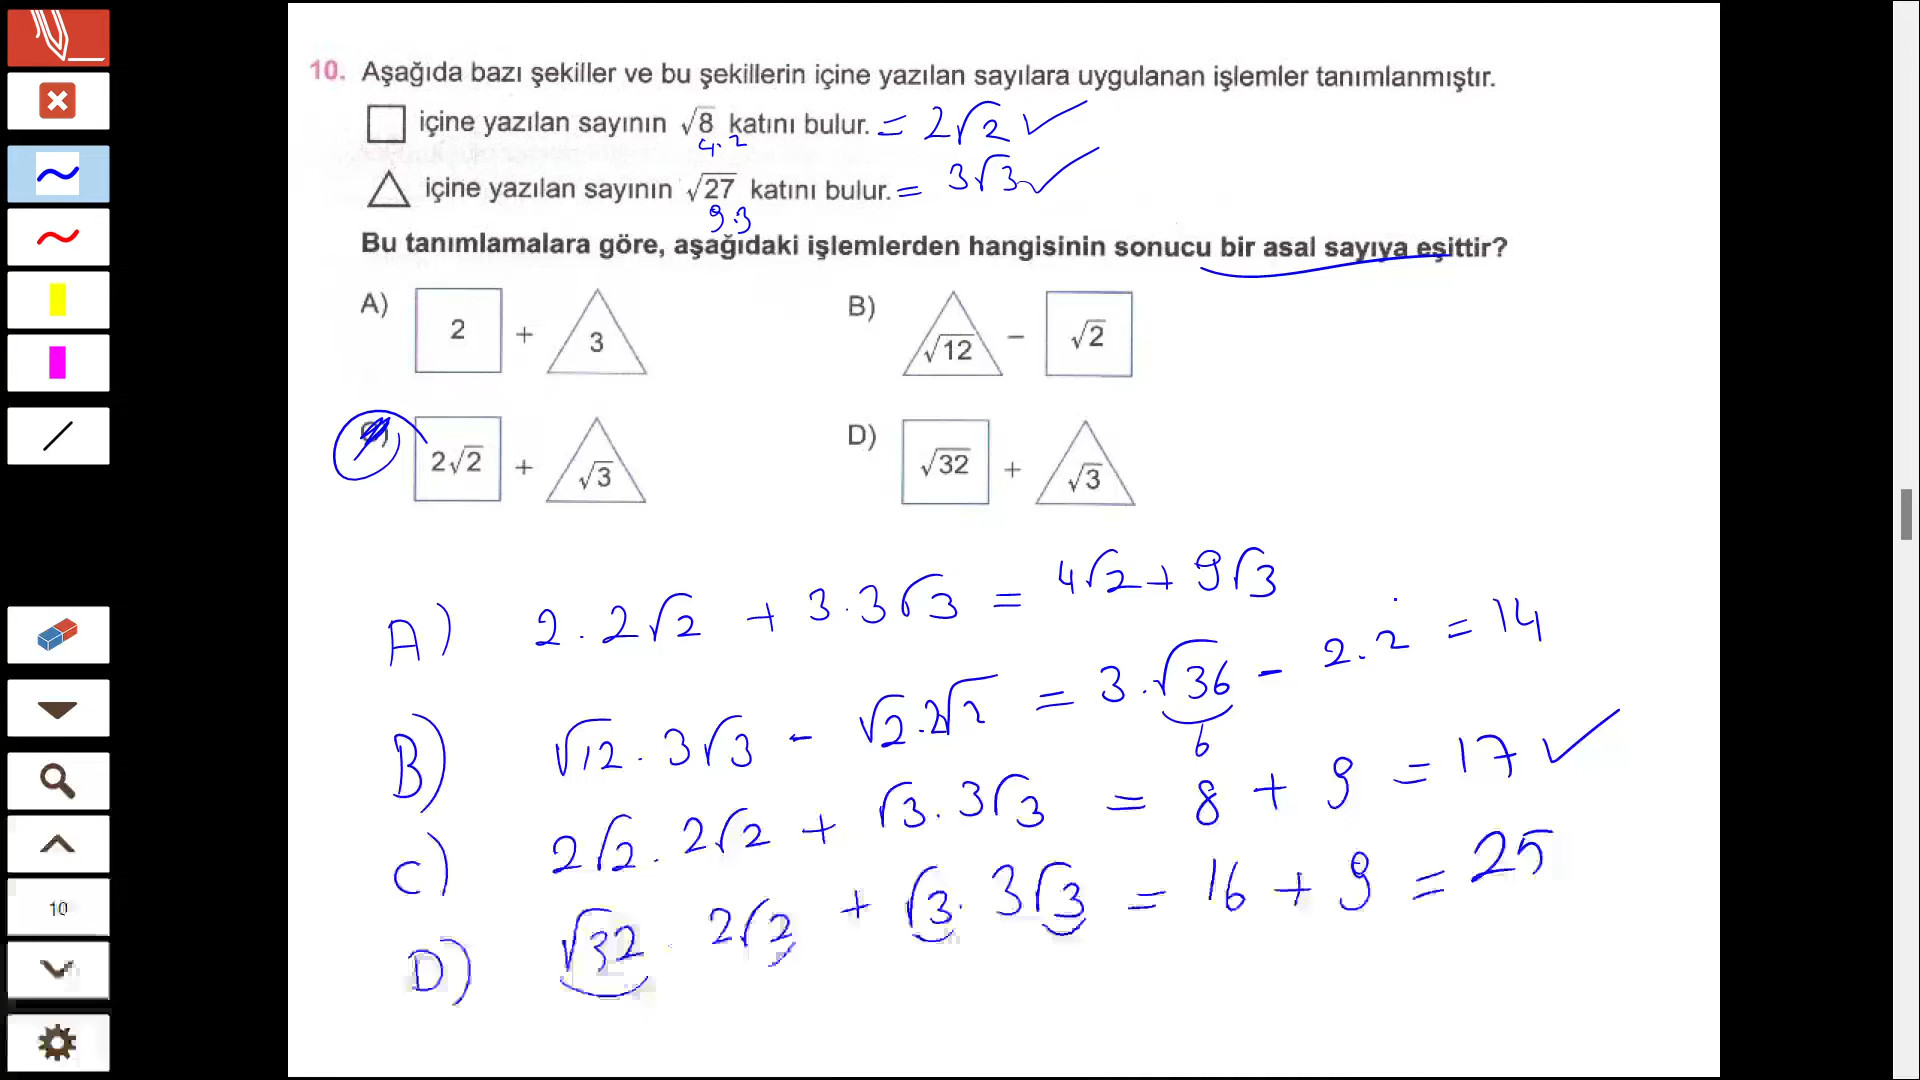 10. Aşağıda bazı şekiller ve bu şekillerin içine yazılan sayılara uygulanan işlemler tanımlanmıştır.
içine yazılan sayının √8 katını bulur. = 2√2 ✓
4.2
içine yazılan sayının √27 katını bulur. = 3√3 ✓
9.3
Bu tanımlamalara göre, aşağıdaki işlemlerden hangisinin sonucu bir asal sayıya eşittir?
A) 2 + 3
B) √12 - √2
C) 2√2 + √3
D) √32 + √3
A) 2.2√2 + 3.3√3 = 4√2 + 9√3
B) √12.3√3 - √2.2√2 = 3.√36 - 2.2 = 14
6
C) 2√2.2√2 + √3.3√3 = 8 + 9 = 17 ✓
D) √32 . 2√2 + √3.3√3 = 16 + 9 = 25
10